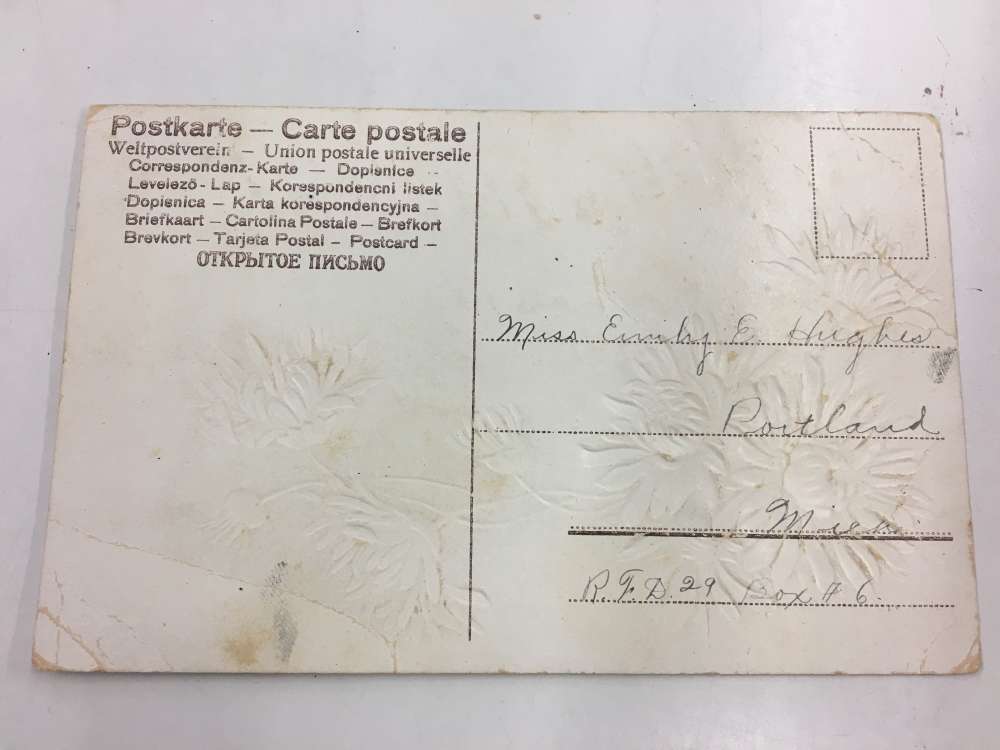 Postkarte — Carte postale
Weltpostverein — Union postale universelle
Correspondenz-Karte — Dopisnice --
Levelező-Lap — Korespondencni listek
Dopisnica — Karta korespondencyjna —
Briefkaart — Cartolina Postale — Brefkort
Brevkort — Tarjeta Postal — Postcard —
ОТКРЫТОЕ ПИСЬМО
Miss Emily E. Hughes
Portland
Mich.
R.F.D. 29 Box # 6.